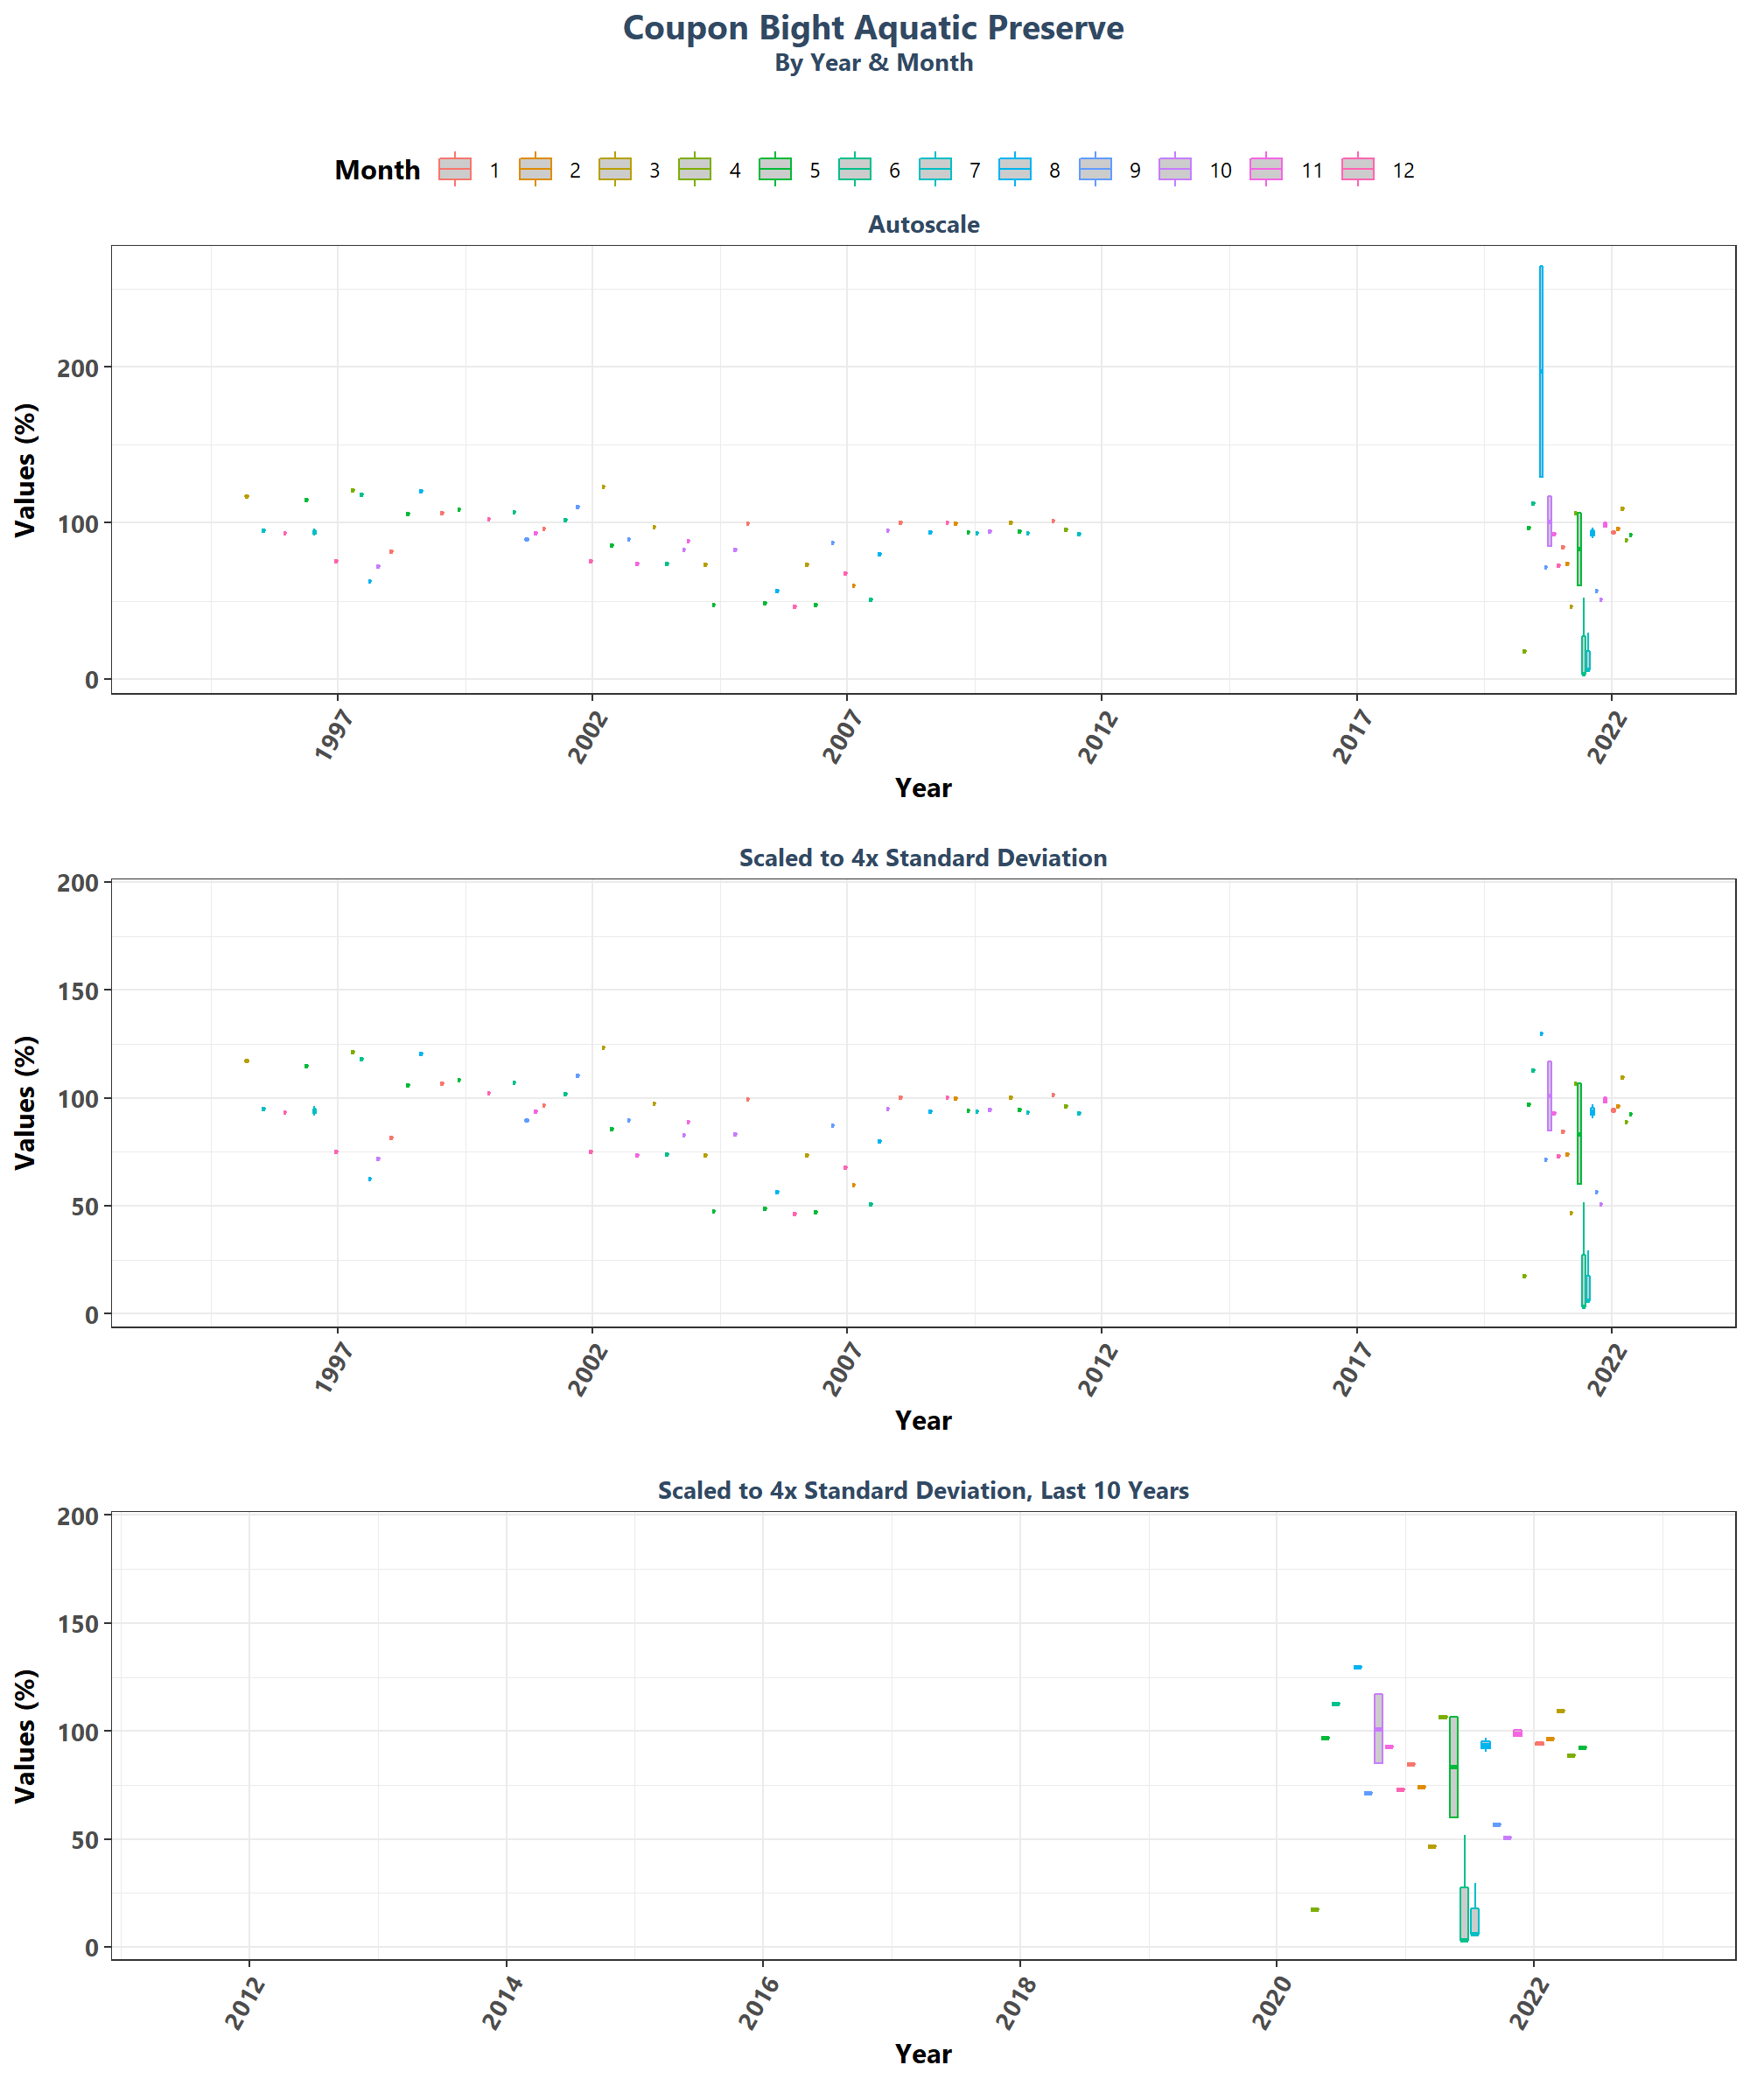 Coupon Bight Aquatic Preserve
By Year & Month
Month 1 2 3 4 5 6 7 8 9 10 11 12
Autoscale
Values (%)
200
100
0
1997 2002 2007 2012 2017 2022
Year
Scaled to 4x Standard Deviation
Values (%)
200
150
100
50
0
1997 2002 2007 2012 2017 2022
Year
Scaled to 4x Standard Deviation, Last 10 Years
Values (%)
200
150
100
50
0
2012 2014 2016 2018 2020 2022
Year